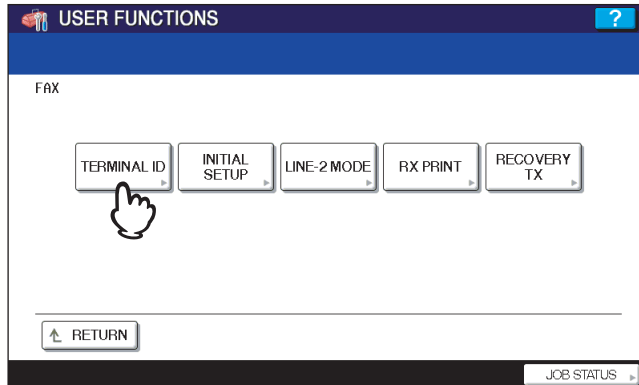 USER FUNCTIONS ?
FAX
TERMINAL ID INITIAL SETUP LINE-2 MODE RX PRINT RECOVERY TX
RETURN
JOB STATUS